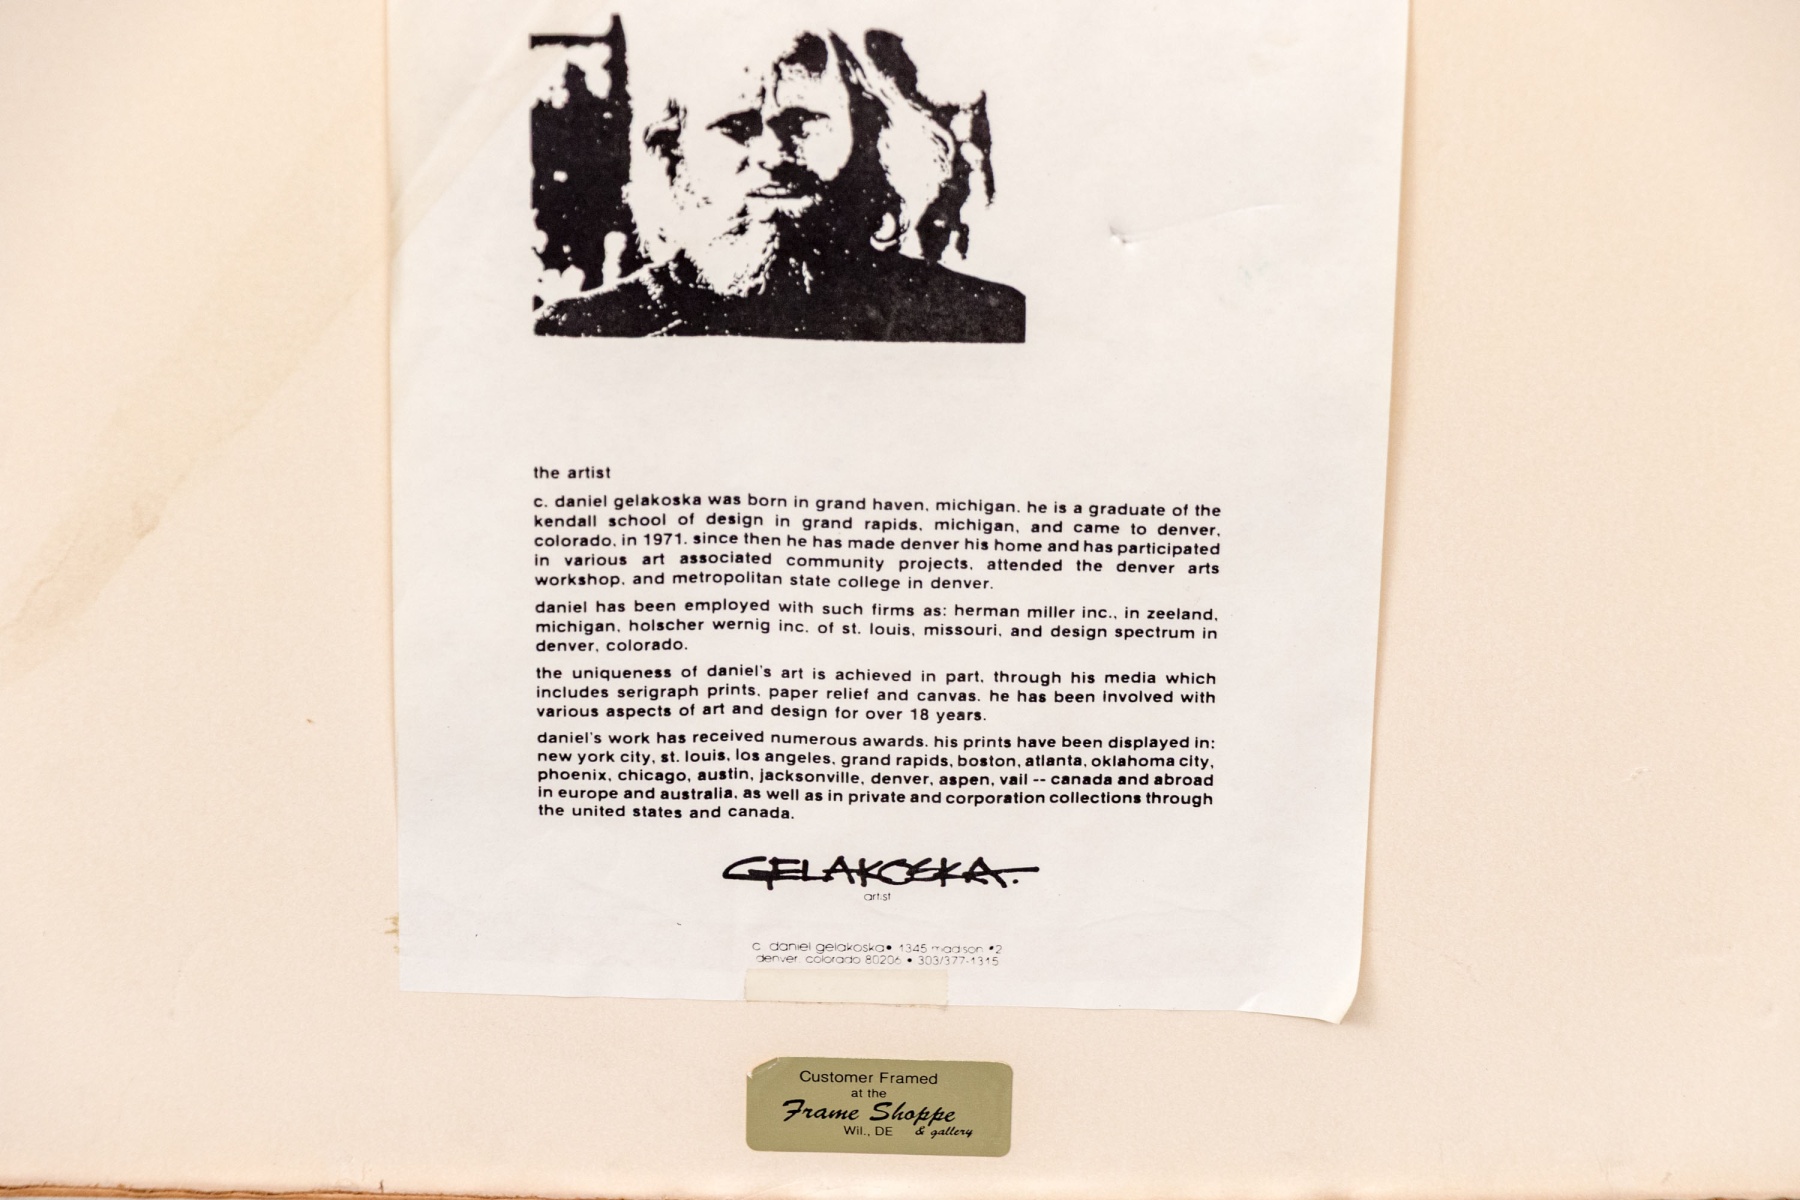 the artist
c. daniel gelakoska was born in grand haven, michigan. he is a graduate of the
kendall school of design in grand rapids, michigan, and came to denver,
colorado, in 1971. since then he has made denver his home and has participated
in various art associated community projects, attended the denver arts
workshop, and metropolitan state college in denver.
daniel has been employed with such firms as: herman miller inc., in zeeland,
michigan, holscher wernig inc. of st. louis, missouri, and design spectrum in
denver, colorado.
the uniqueness of daniel's art is achieved in part, through his media which
includes serigraph prints, paper relief and canvas. he has been involved with
various aspects of art and design for over 18 years.
daniel's work has received numerous awards. his prints have been displayed in:
new york city, st. louis, los angeles, grand rapids, boston, atlanta, oklahoma city,
phoenix, chicago, austin, jacksonville, denver, aspen, vail -- canada and abroad
in europe and australia, as well as in private and corporation collections through
the united states and canada.
GELAKOSKA.
artist
c. daniel gelakoska • 1345 madison #2
denver, colorado 80206 • 303/377-1315
Customer Framed
at the
Frame Shoppe
Wil., DE & gallery